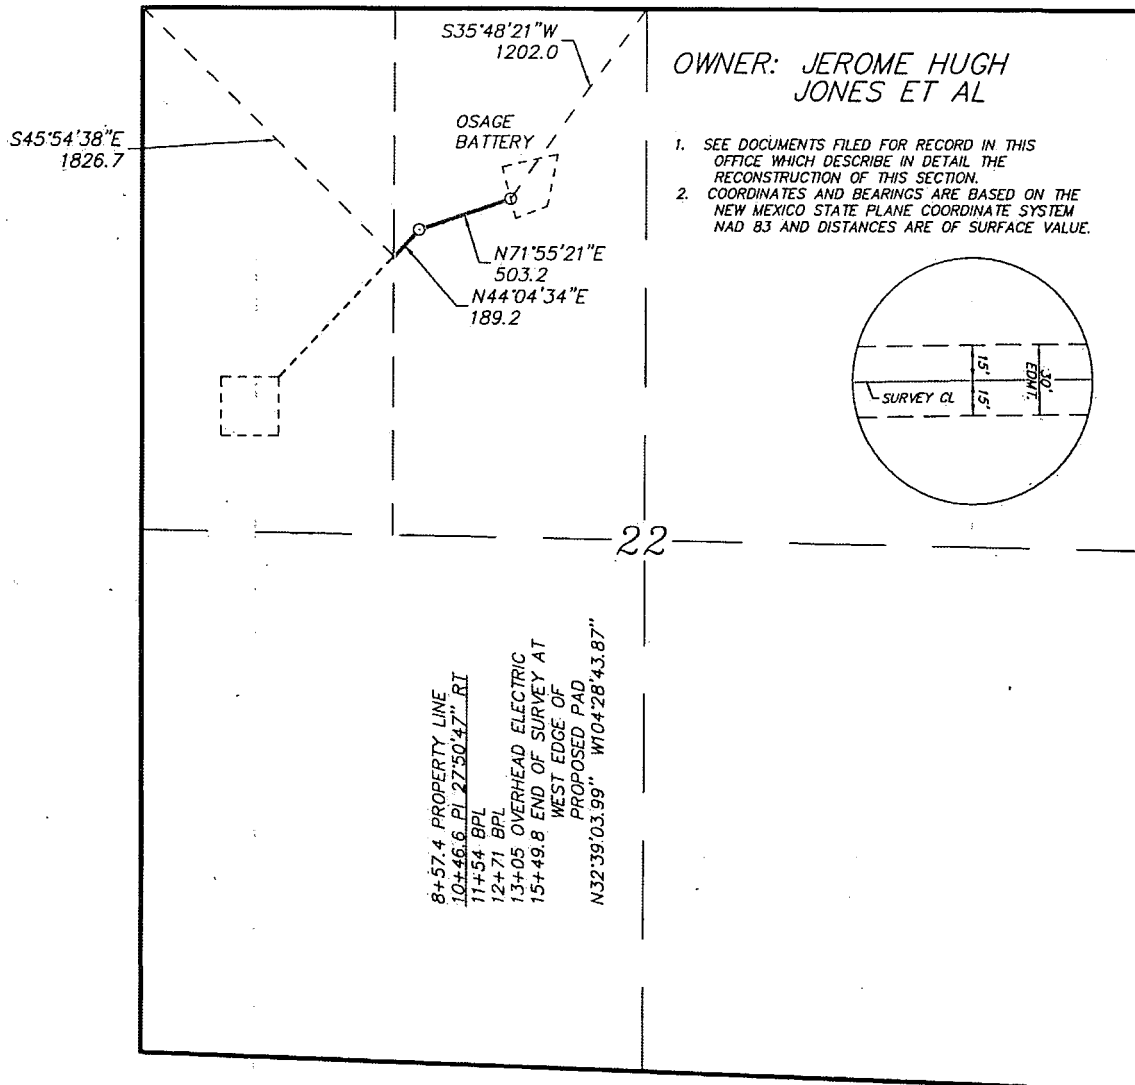 S35°48'21"W
1202.0
OWNER: JEROME HUGH
JONES ET AL
S45°54'38"E
1826.7
OSAGE
BATTERY
1. SEE DOCUMENTS FILED FOR RECORD IN THIS
OFFICE WHICH DESCRIBE IN DETAIL THE
RECONSTRUCTION OF THIS SECTION.
2. COORDINATES AND BEARINGS ARE BASED ON THE
NEW MEXICO STATE PLANE COORDINATE SYSTEM
NAD 83 AND DISTANCES ARE OF SURFACE VALUE.
N71°55'21"E
503.2
N44°04'34"E
189.2
15'
15'
30'
EDMT.
SURVEY CL
22
8+57.4 PROPERTY LINE
10+46.6 PI 27°50'47" RT
11+54 BPL
12+71 BPL
13+05 OVERHEAD ELECTRIC
15+49.8 END OF SURVEY AT
WEST EDGE OF
PROPOSED PAD
N32°39'03.99" W104°28'43.87"